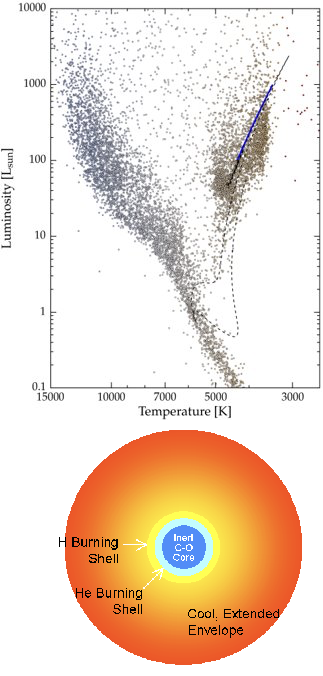 10000
1000
100
10
1
0.1
Luminosity [Lsun]
15000 10000 7000 5000 3000
Temperature [K]
Inert
C-O
Core
H Burning
Shell
He Burning
Shell
Cool, Extended
Envelope